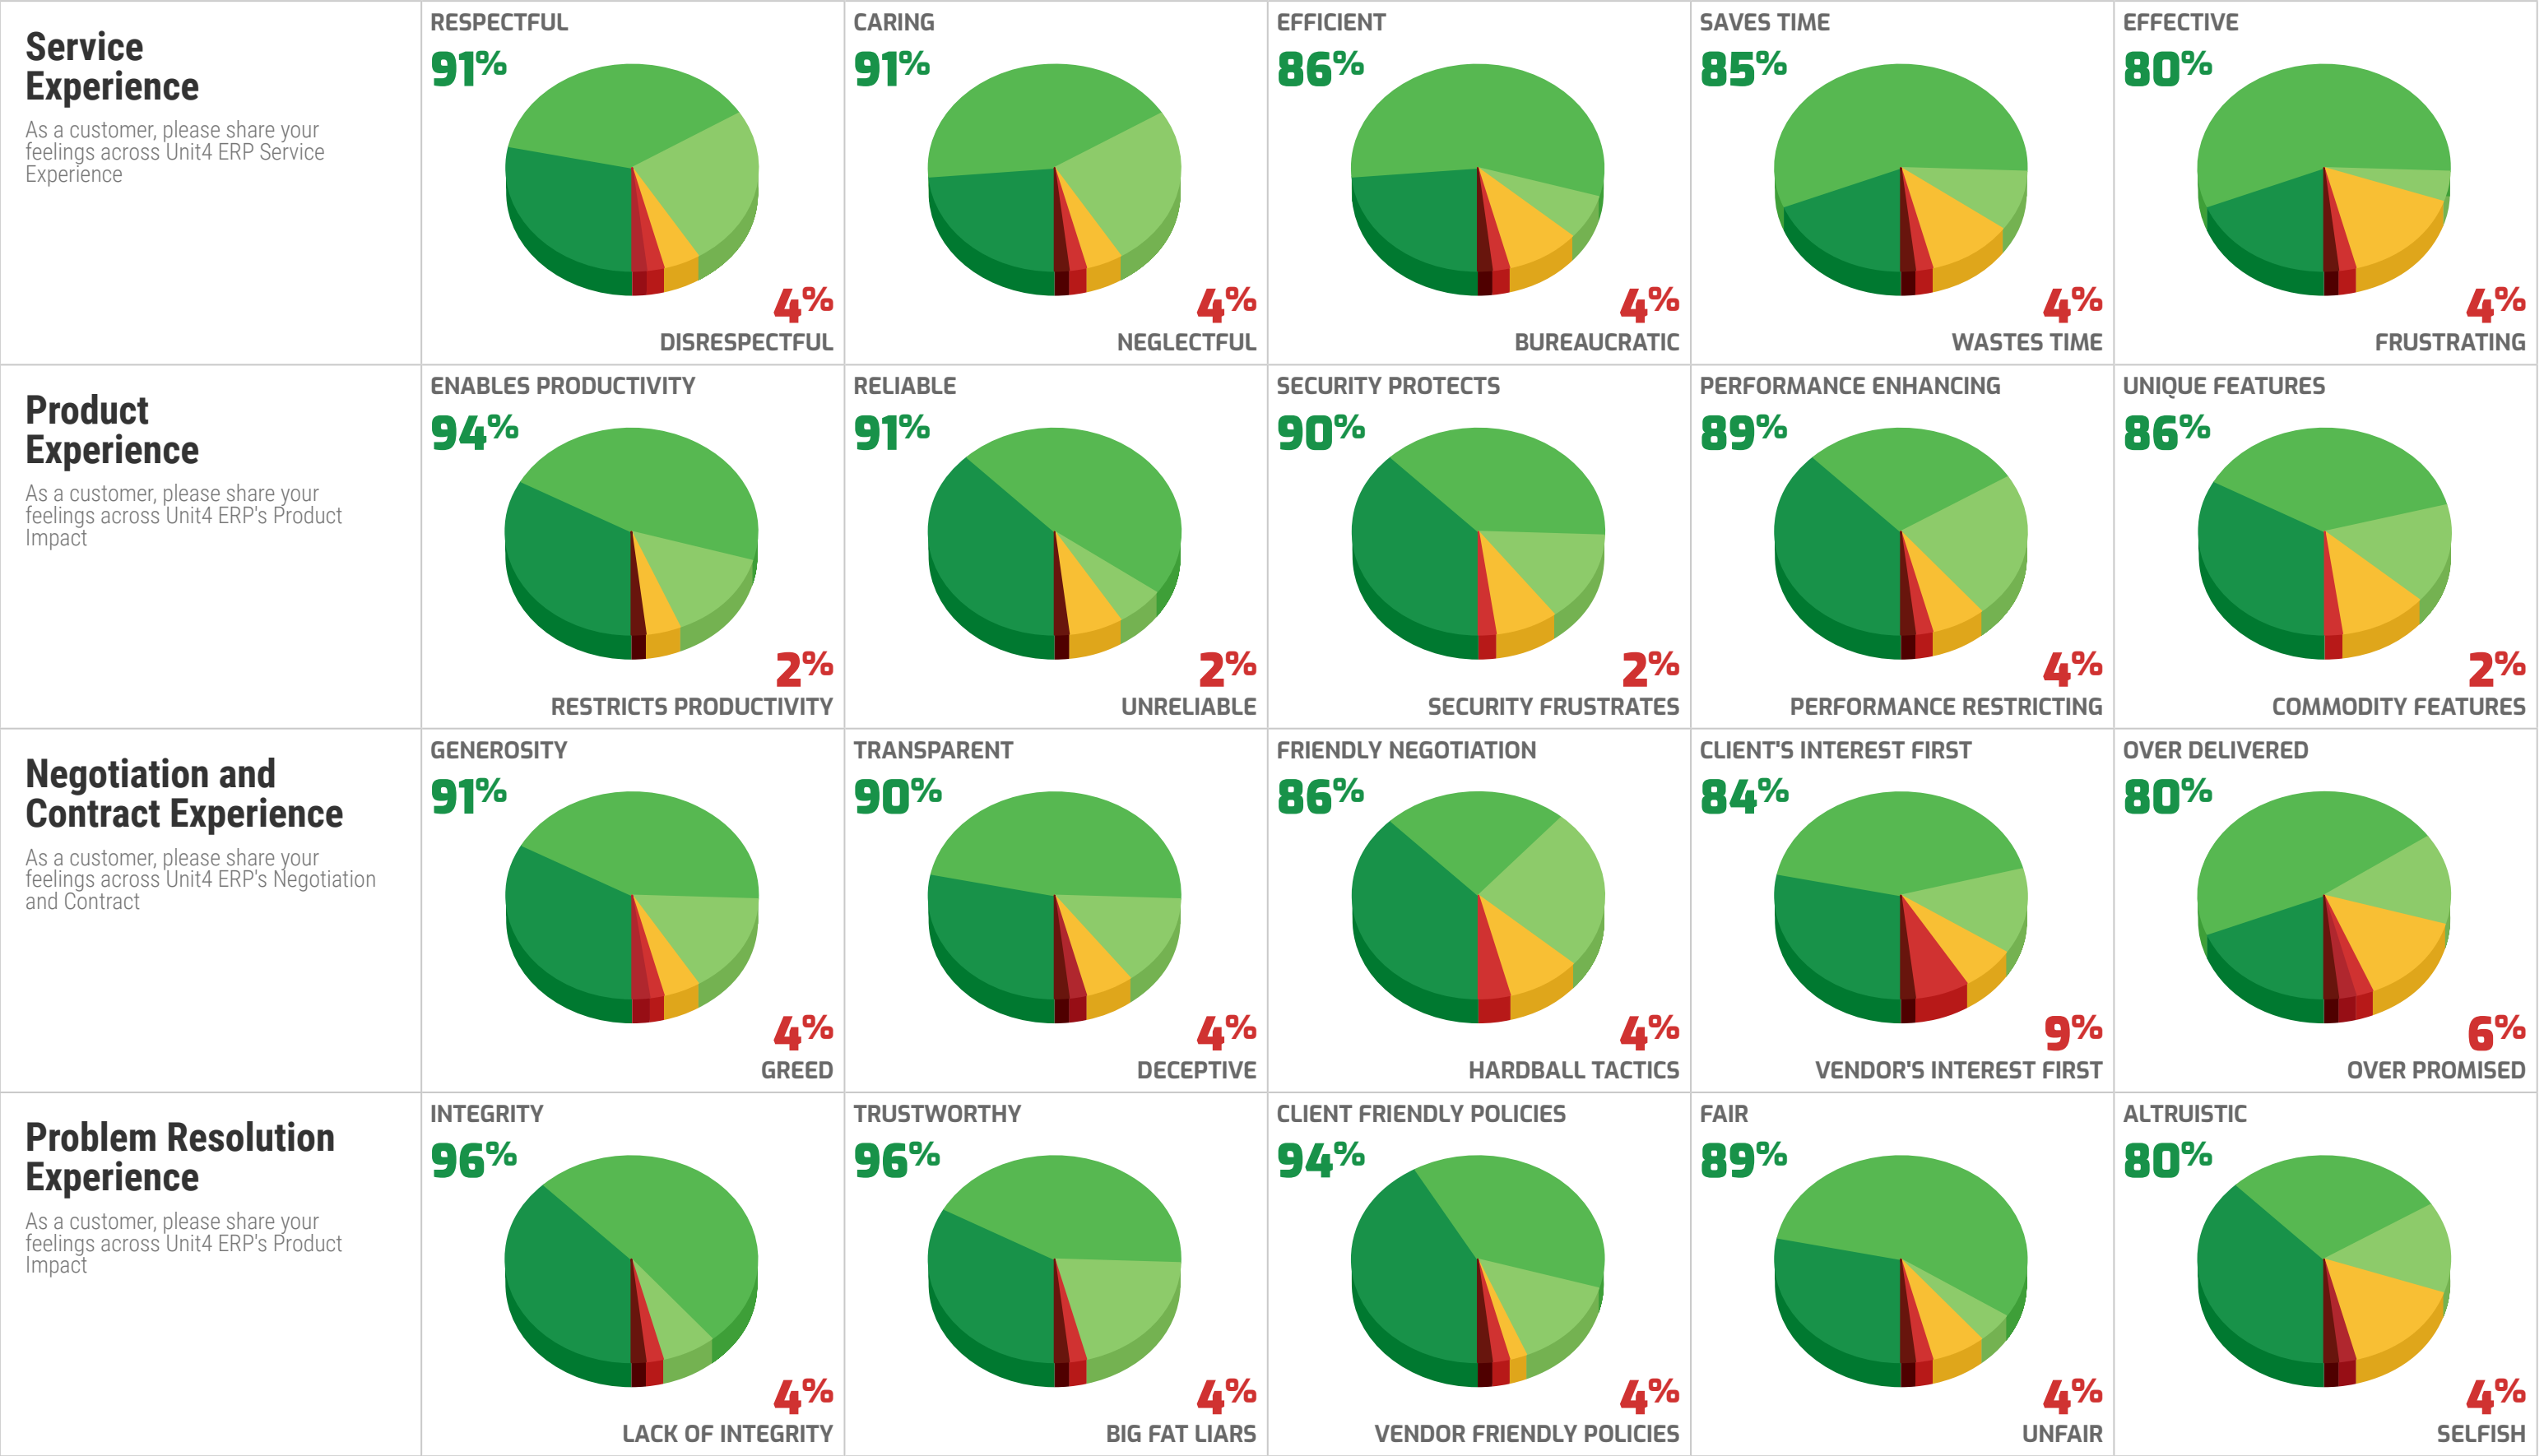 Service
Experience
As a customer, please share your
feelings across Unit4 ERP Service
Experience
RESPECTFUL
91%
4%
DISRESPECTFUL
CARING
91%
4%
NEGLECTFUL
EFFICIENT
86%
4%
BUREAUCRATIC
SAVES TIME
85%
4%
WASTES TIME
EFFECTIVE
80%
4%
FRUSTRATING
Product
Experience
As a customer, please share your
feelings across Unit4 ERP's Product
Impact
ENABLES PRODUCTIVITY
94%
2%
RESTRICTS PRODUCTIVITY
RELIABLE
91%
2%
UNRELIABLE
SECURITY PROTECTS
90%
2%
SECURITY FRUSTRATES
PERFORMANCE ENHANCING
89%
4%
PERFORMANCE RESTRICTING
UNIQUE FEATURES
86%
2%
COMMODITY FEATURES
Negotiation and
Contract Experience
As a customer, please share your
feelings across Unit4 ERP's Negotiation
and Contract
GENEROSITY
91%
4%
GREED
TRANSPARENT
90%
4%
DECEPTIVE
FRIENDLY NEGOTIATION
86%
4%
HARDBALL TACTICS
CLIENT'S INTEREST FIRST
84%
9%
VENDOR'S INTEREST FIRST
OVER DELIVERED
80%
6%
OVER PROMISED
Problem Resolution
Experience
As a customer, please share your
feelings across Unit4 ERP's Product
Impact
INTEGRITY
96%
4%
LACK OF INTEGRITY
TRUSTWORTHY
96%
4%
BIG FAT LIARS
CLIENT FRIENDLY POLICIES
94%
4%
VENDOR FRIENDLY POLICIES
FAIR
89%
4%
UNFAIR
ALTRUISTIC
80%
4%
SELFISH